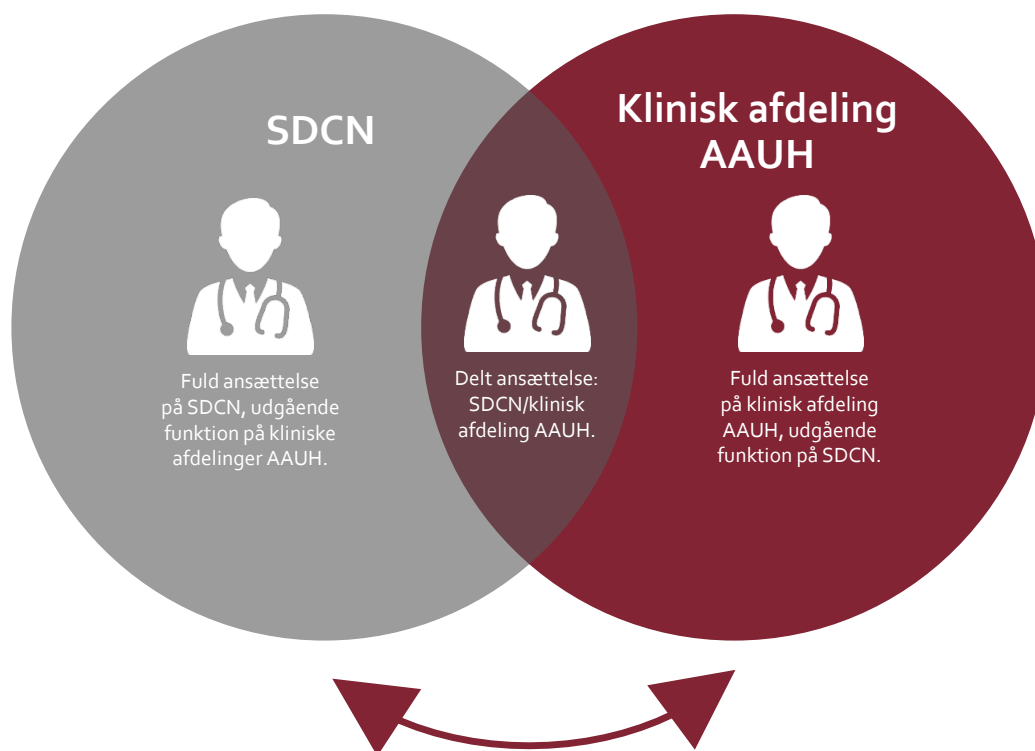 SDCN
Fuld ansættelse
på SDCN, udgående
funktion på kliniske
afdelinger AAUH.
Delt ansættelse:
SDCN/klinisk
afdeling AAUH.
Klinisk afdeling
AAUH
Fuld ansættelse
på klinisk afdeling
AAUH, udgående
funktion på SDCN.